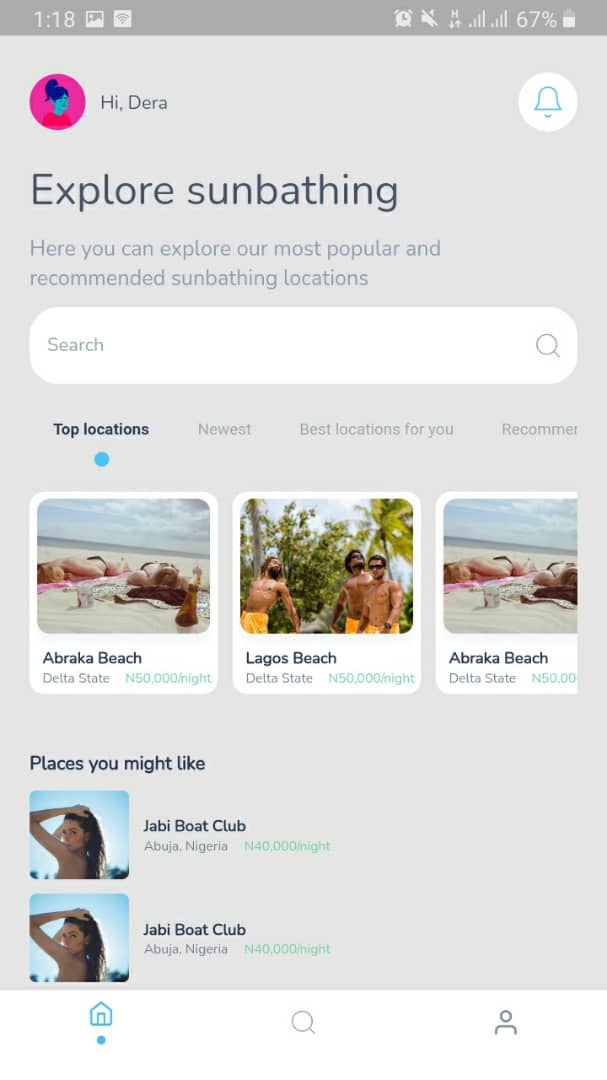 1:18 H 67%
Hi, Dera
Explore sunbathing
Here you can explore our most popular and
recommended sunbathing locations
Search
Top locations Newest Best locations for you Recommen
Abraka Beach
Delta State N50,000/night
Lagos Beach
Delta State N50,000/night
Abraka Beach
Delta State N50,00
Places you might like
Jabi Boat Club
Abuja, Nigeria N40,000/night
Jabi Boat Club
Abuja, Nigeria N40,000/night